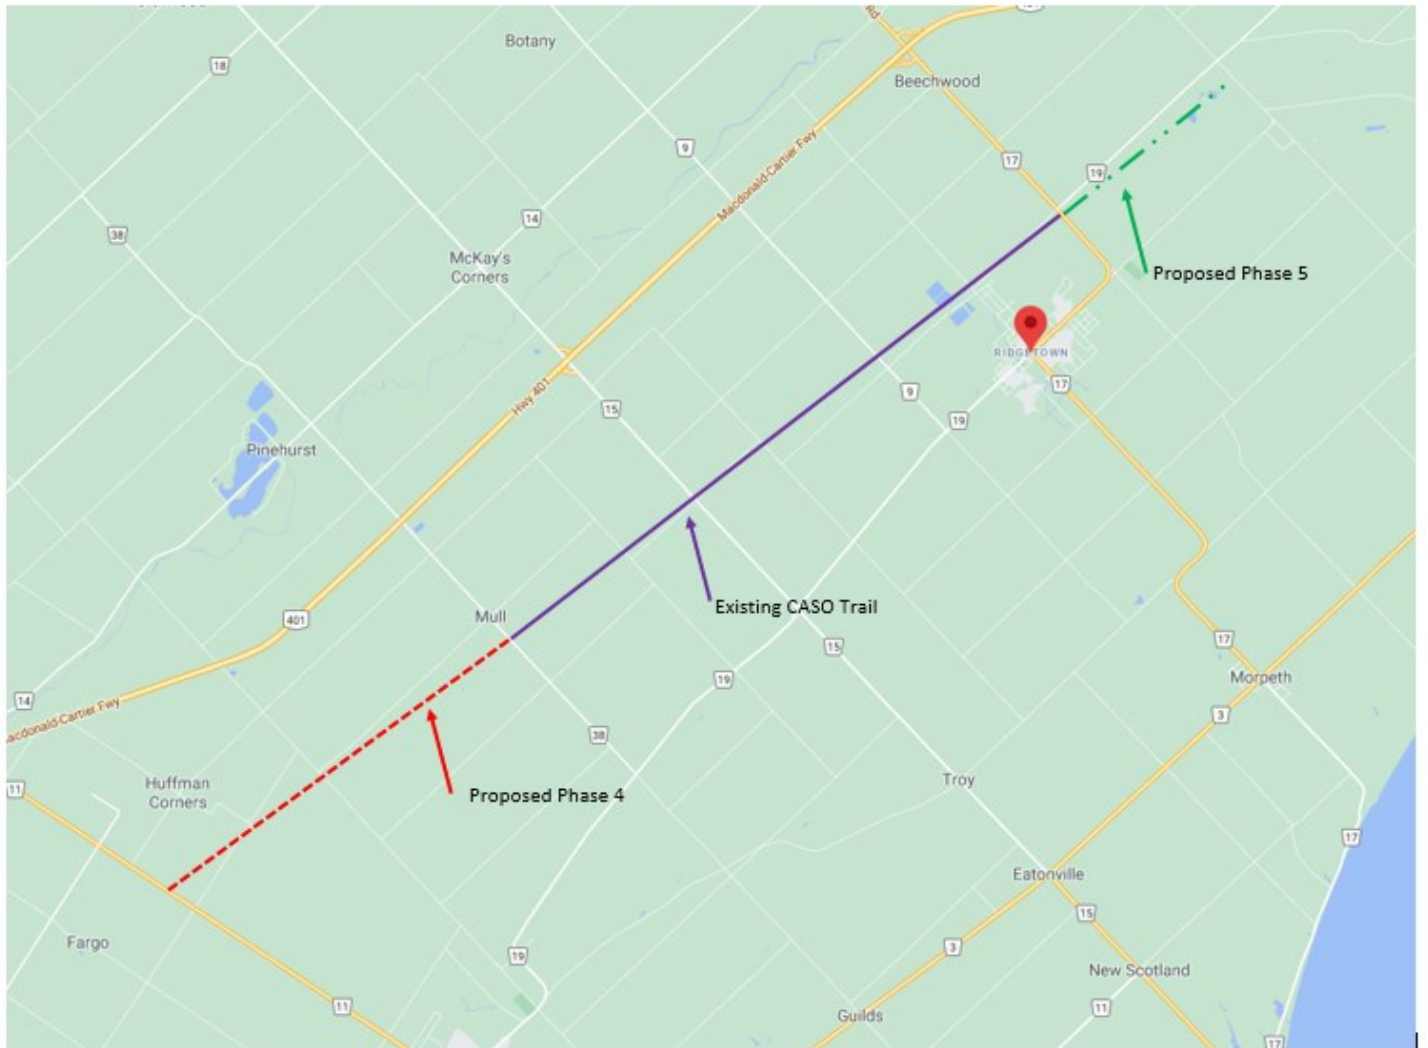 Rd
Botany
18
Beechwood
9
Macdonald-Cartier Fwy
17
19
14
38
McKay's
Corners
Proposed Phase 5
RIDGETOWN
Hwy 401
17
9
15
19
Pinehurst
Existing CASO Trail
Mull
401
17
15
Morpeth
19
14
acdonald-Cartier Fwy
3
38
Huffman
Corners
11
Troy
Proposed Phase 4
17
Eatonville
15
Fargo
3
19
New Scotland
11
11
Guilds
17